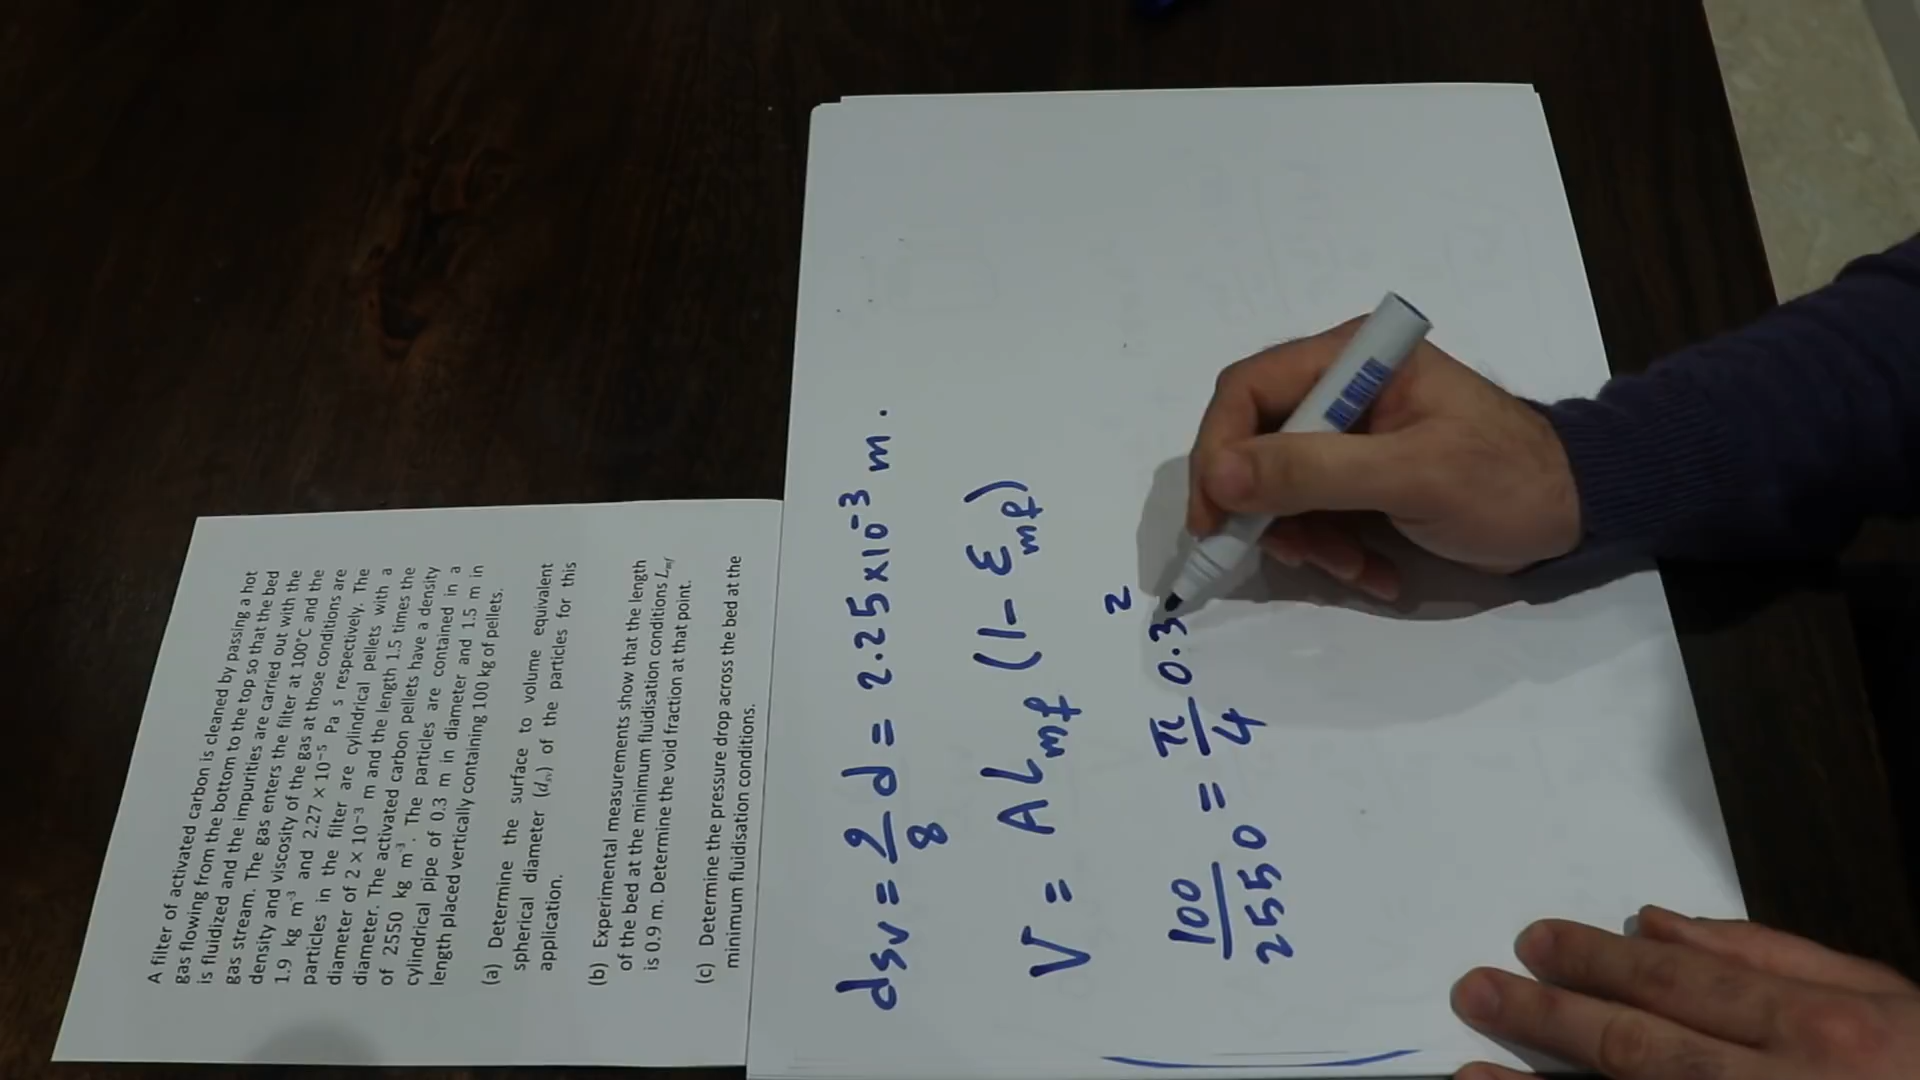 A filter of activated carbon is cleaned by passing a hot
gas flowing from the bottom to the top so that the bed
is fluidized and the impurities are carried out with the
gas stream. The gas enters the filter at 100°C and the
density and viscosity of the gas at those conditions are
1.9 kg m⁻³ and 2.27 × 10⁻⁵ Pa s respectively. The
particles in the filter are cylindrical pellets with a
diameter of 2 × 10⁻³ m and the length 1.5 times the
diameter. The activated carbon pellets have a density
of 2550 kg m⁻³. The particles are contained in a
cylindrical pipe of 0.3 m in diameter and 1.5 m in
length placed vertically containing 100 kg of pellets.
(a) Determine the surface to volume equivalent
spherical diameter (dₛᵥ) of the particles for this
application.
(b) Experimental measurements show that the length
of the bed at the minimum fluidisation conditions Lmf
is 0.9 m. Determine the void fraction at that point.
(c) Determine the pressure drop across the bed at the
minimum fluidisation conditions.
dsv = 9/8 d = 2.25×10⁻³ m.
V = A Lmf (1 - εmf)
100/2550 = π/4 0.3²